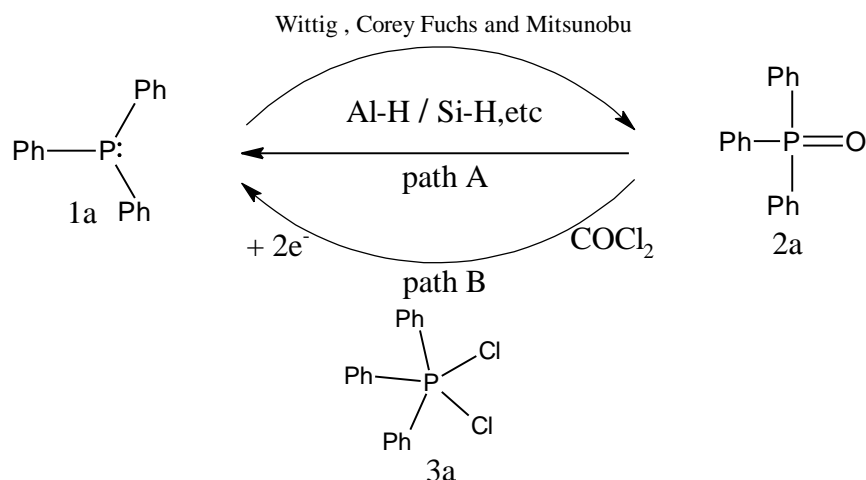 Wittig , Corey Fuchs and Mitsunobu
Ph
Ph
P:
Ph
1a
Al-H / Si-H,etc
path A
+ 2e-
COCl2
path B
Ph
Ph
P
O
Ph
2a
Ph
Cl
Ph
P
Cl
Ph
3a